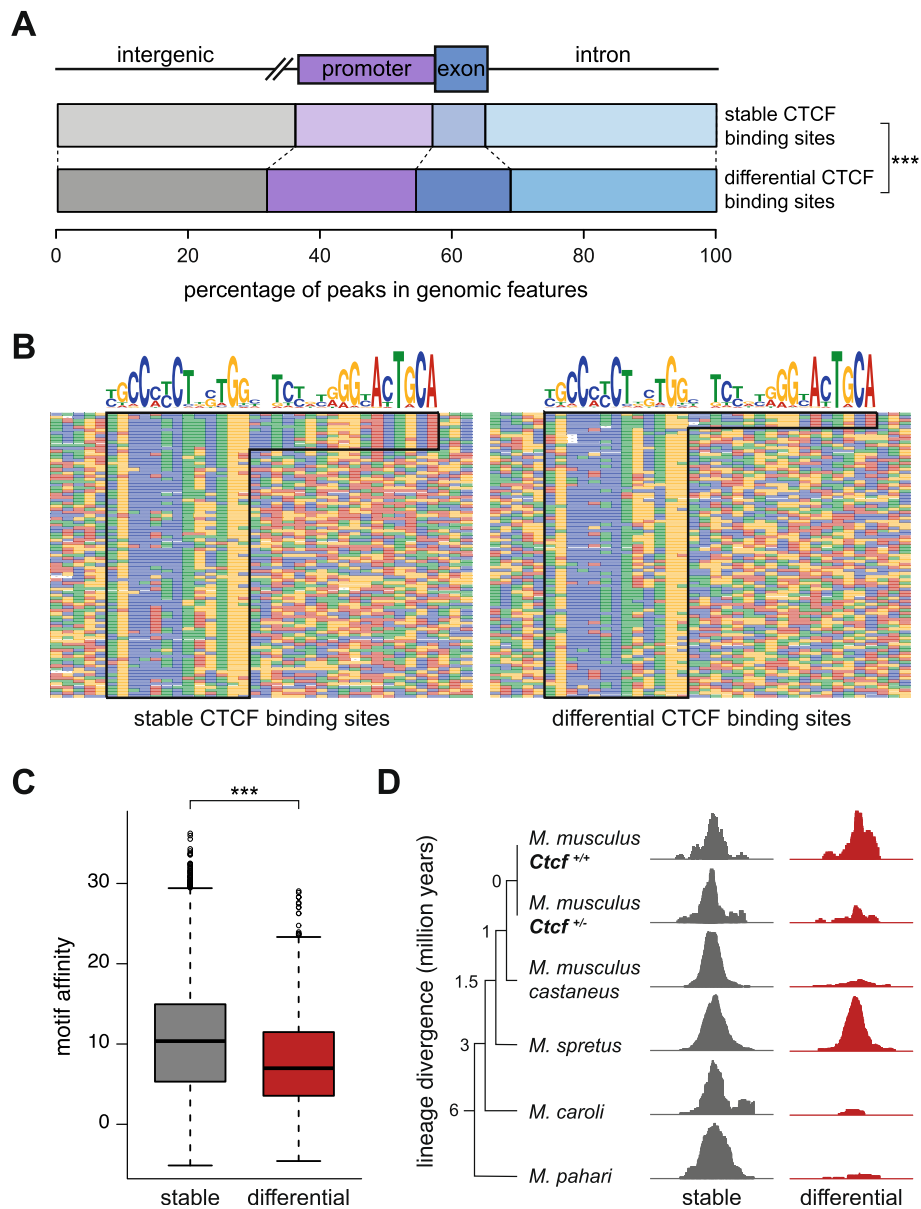 A
intergenic
promoter
exon
intron
stable CTCF
binding sites
***
differential CTCF
binding sites
0 20 40 60 80 100
percentage of peaks in genomic features
B
stable CTCF binding sites
differential CTCF binding sites
C
***
motif affinity
30
20
10
0
stable
differential
D
lineage divergence (million years)
0
1
1.5
3
6
M. musculus
Ctcf +/+
M. musculus
Ctcf +/-
M. musculus
castaneus
M. spretus
M. caroli
M. pahari
stable
differential